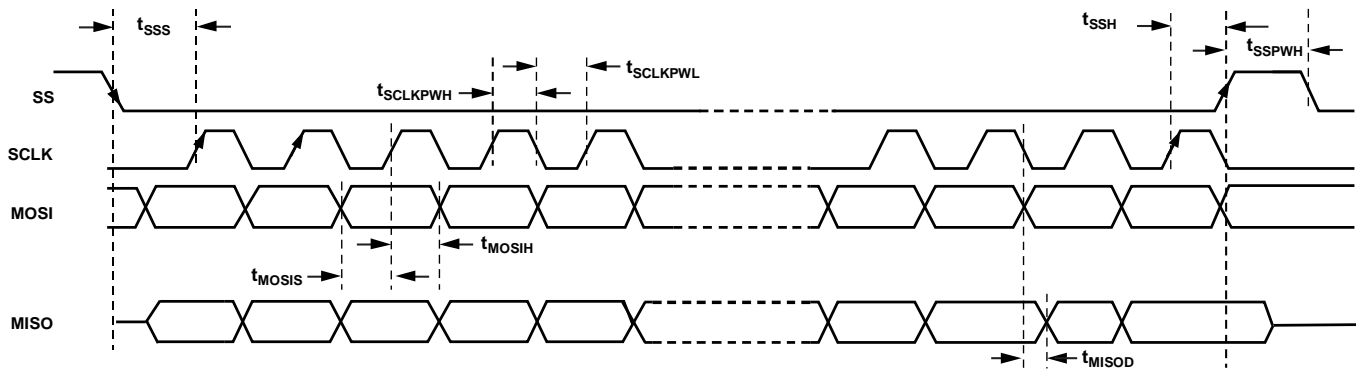 tSSS
tSSH
tSSPWH
tSCLKPWL
tSCLKPWH
SS
SCLK
MOSI
tMOSIH
tMOSIS
MISO
tMISOD